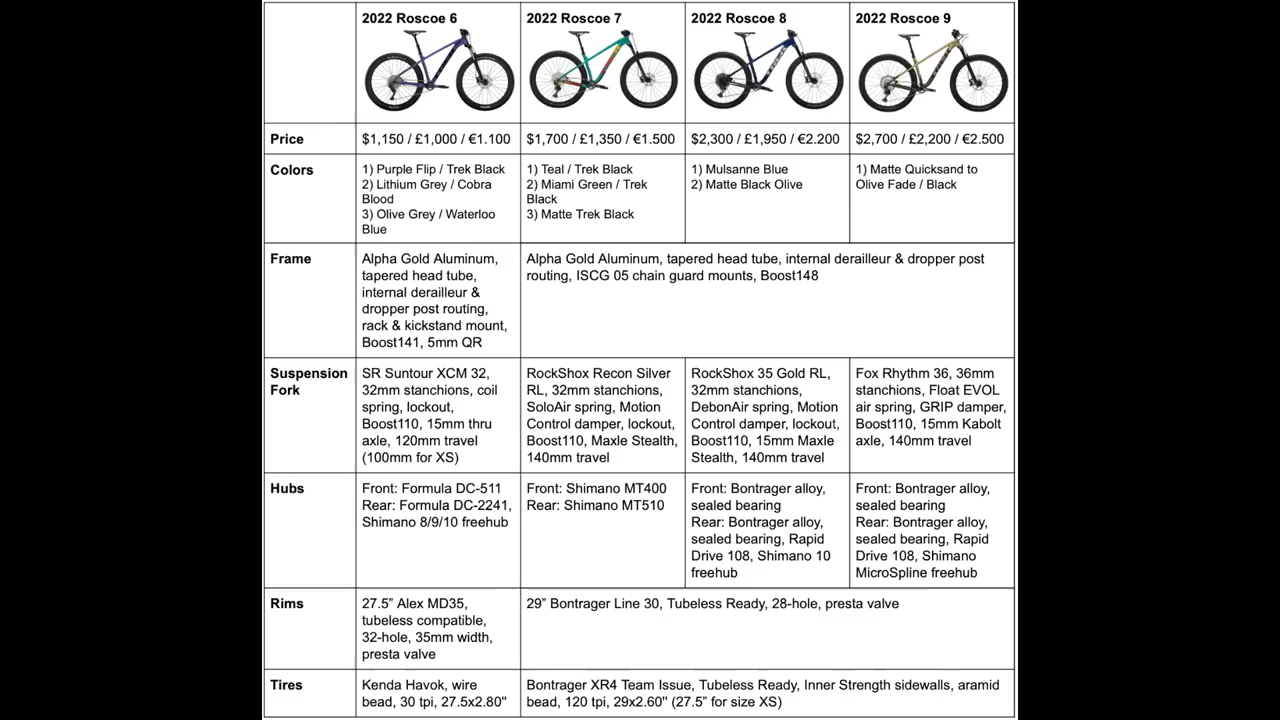 2022 Roscoe 6
2022 Roscoe 7
2022 Roscoe 8
2022 Roscoe 9
Price
$1,150 / £1,000 / €1.100
$1,700 / £1,350 / €1.500
$2,300 / £1,950 / €2.200
$2,700 / £2,200 / €2.500
Colors
1) Purple Flip / Trek Black
2) Lithium Grey / Cobra
Blood
3) Olive Grey / Waterloo
Blue
1) Teal / Trek Black
2) Miami Green / Trek
Black
3) Matte Trek Black
1) Mulsanne Blue
2) Matte Black Olive
1) Matte Quicksand to
Olive Fade / Black
Frame
Alpha Gold Aluminum,
tapered head tube,
internal derailleur &
dropper post routing,
rack & kickstand mount,
Boost141, 5mm QR
Alpha Gold Aluminum, tapered head tube, internal derailleur & dropper post
routing, ISCG 05 chain guard mounts, Boost148
Suspension
Fork
SR Suntour XCM 32,
32mm stanchions, coil
spring, lockout,
Boost110, 15mm thru
axle, 120mm travel
(100mm for XS)
RockShox Recon Silver
RL, 32mm stanchions,
SoloAir spring, Motion
Control damper, lockout,
Boost110, Maxle Stealth,
140mm travel
RockShox 35 Gold RL,
32mm stanchions,
DebonAir spring, Motion
Control damper, lockout,
Boost110, 15mm Maxle
Stealth, 140mm travel
Fox Rhythm 36, 36mm
stanchions, Float EVOL
air spring, GRIP damper,
Boost110, 15mm Kabolt
axle, 140mm travel
Hubs
Front: Formula DC-511
Rear: Formula DC-2241,
Shimano 8/9/10 freehub
Front: Shimano MT400
Rear: Shimano MT510
Front: Bontrager alloy,
sealed bearing
Rear: Bontrager alloy,
sealed bearing, Rapid
Drive 108, Shimano 10
freehub
Front: Bontrager alloy,
sealed bearing
Rear: Bontrager alloy,
sealed bearing, Rapid
Drive 108, Shimano
MicroSpline freehub
Rims
27.5” Alex MD35,
tubeless compatible,
32-hole, 35mm width,
presta valve
29” Bontrager Line 30, Tubeless Ready, 28-hole, presta valve
Tires
Kenda Havok, wire
bead, 30 tpi, 27.5x2.80"
Bontrager XR4 Team Issue, Tubeless Ready, Inner Strength sidewalls, aramid
bead, 120 tpi, 29x2.60" (27.5” for size XS)